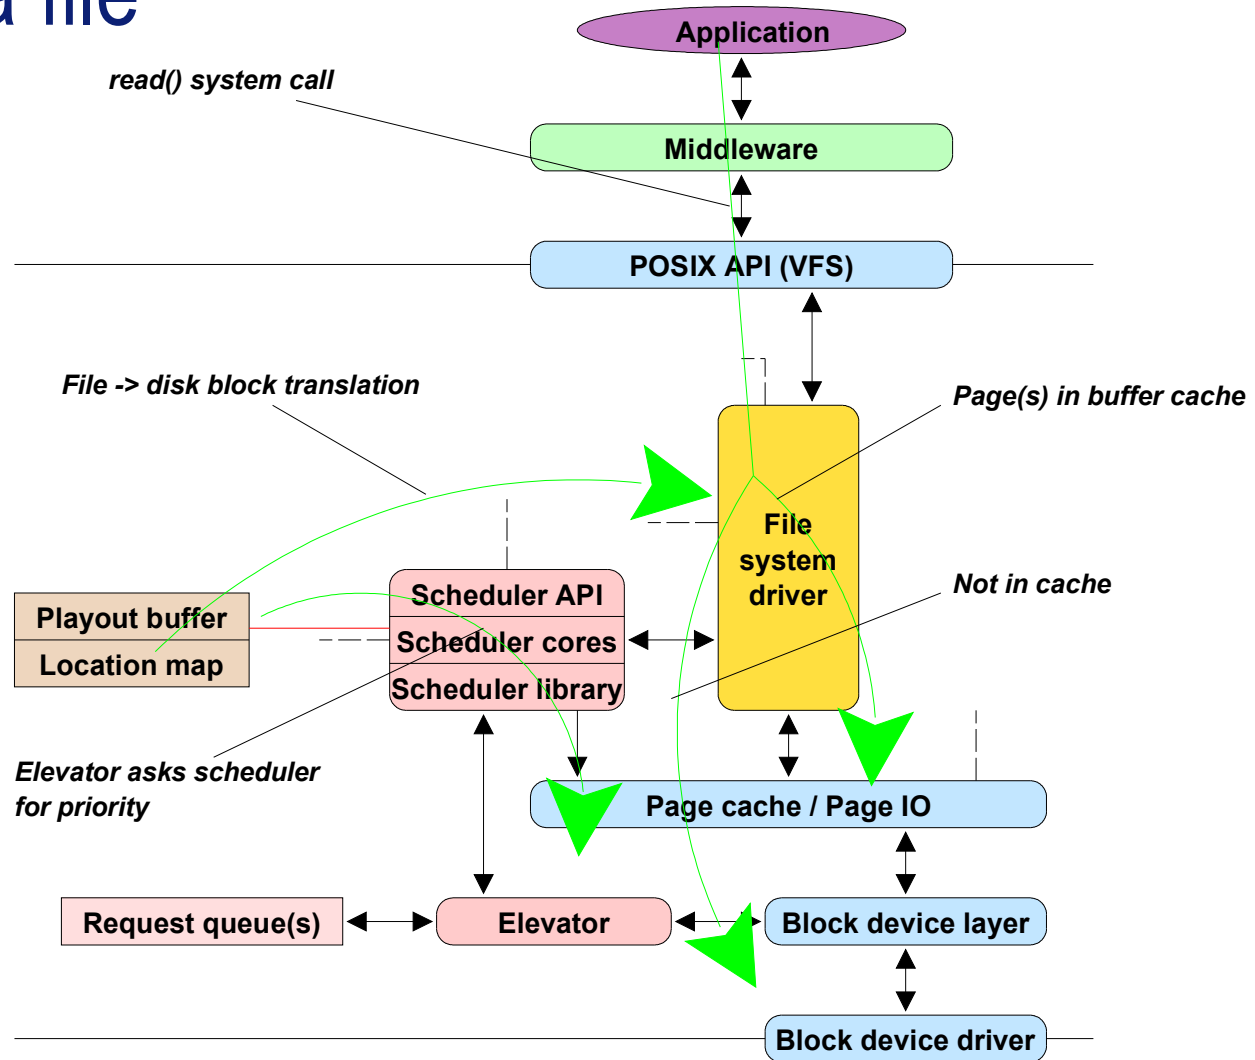 a file
Application
read() system call
Middleware
POSIX API (VFS)
File -> disk block translation
Page(s) in buffer cache
File
system
driver
Not in cache
Scheduler API
Playout buffer
Scheduler cores
Location map
Scheduler library
Elevator asks scheduler
for priority
Page cache / Page IO
Request queue(s)
Elevator
Block device layer
Block device driver